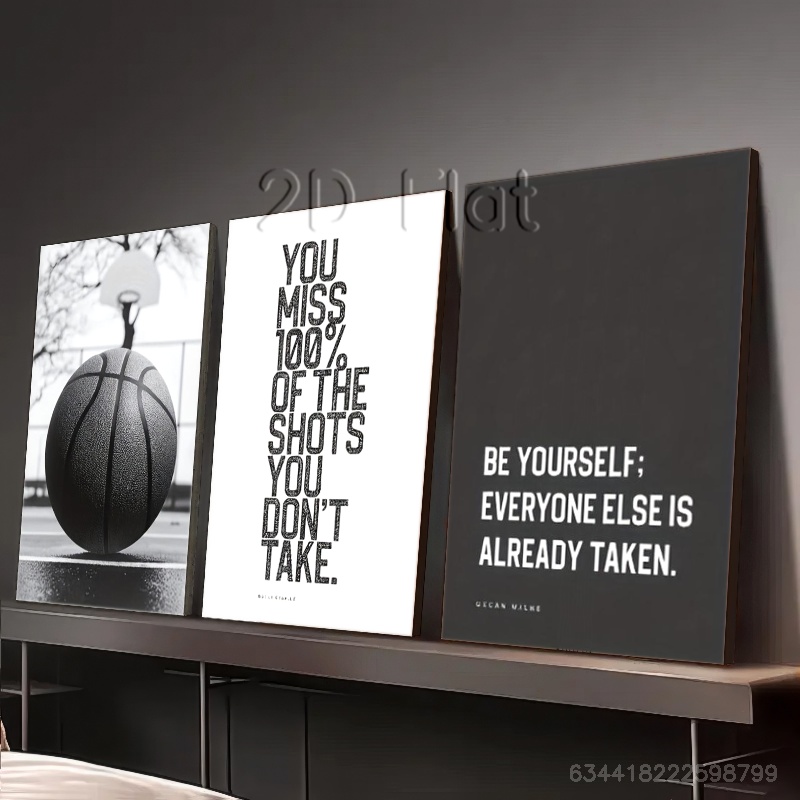 2D Flat
YOU
MISS
100%
OF THE
SHOTS
YOU
DON'T
TAKE.
BE YOURSELF;
EVERYONE ELSE IS
ALREADY TAKEN.
634418222598799